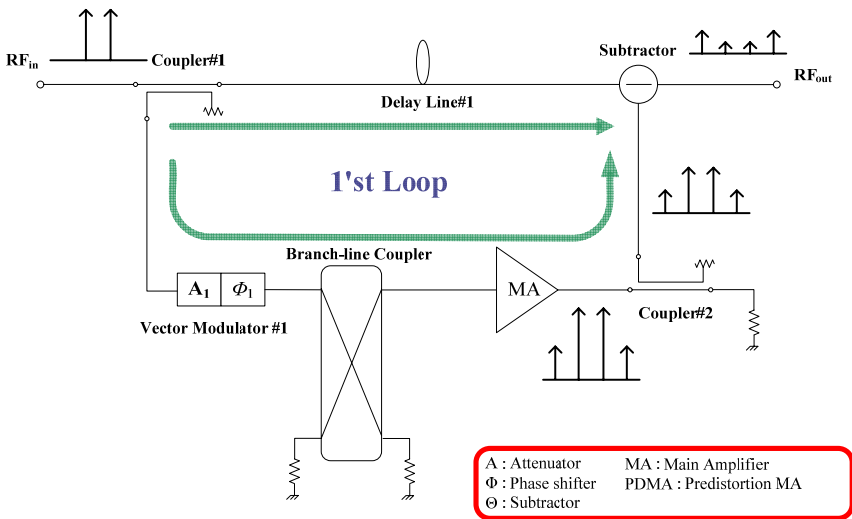 RFin
Coupler#1
Subtractor
RFout
Delay Line#1
1'st Loop
Branch-line Coupler
A1 Φ1
MA
Vector Modulator #1
Coupler#2
A : Attenuator MA : Main Amplifier
Φ : Phase shifter PDMA : Predistortion MA
Θ : Subtractor